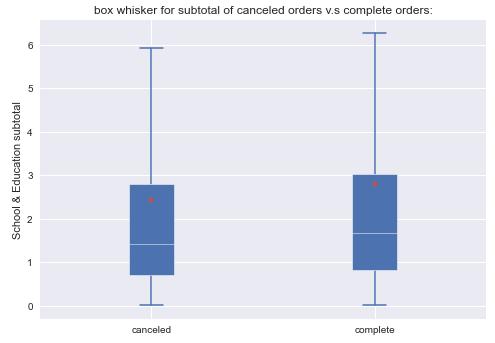 box whisker for subtotal of canceled orders v.s complete orders:
School & Education subtotal
6
5
4
3
2
1
0
canceled
complete